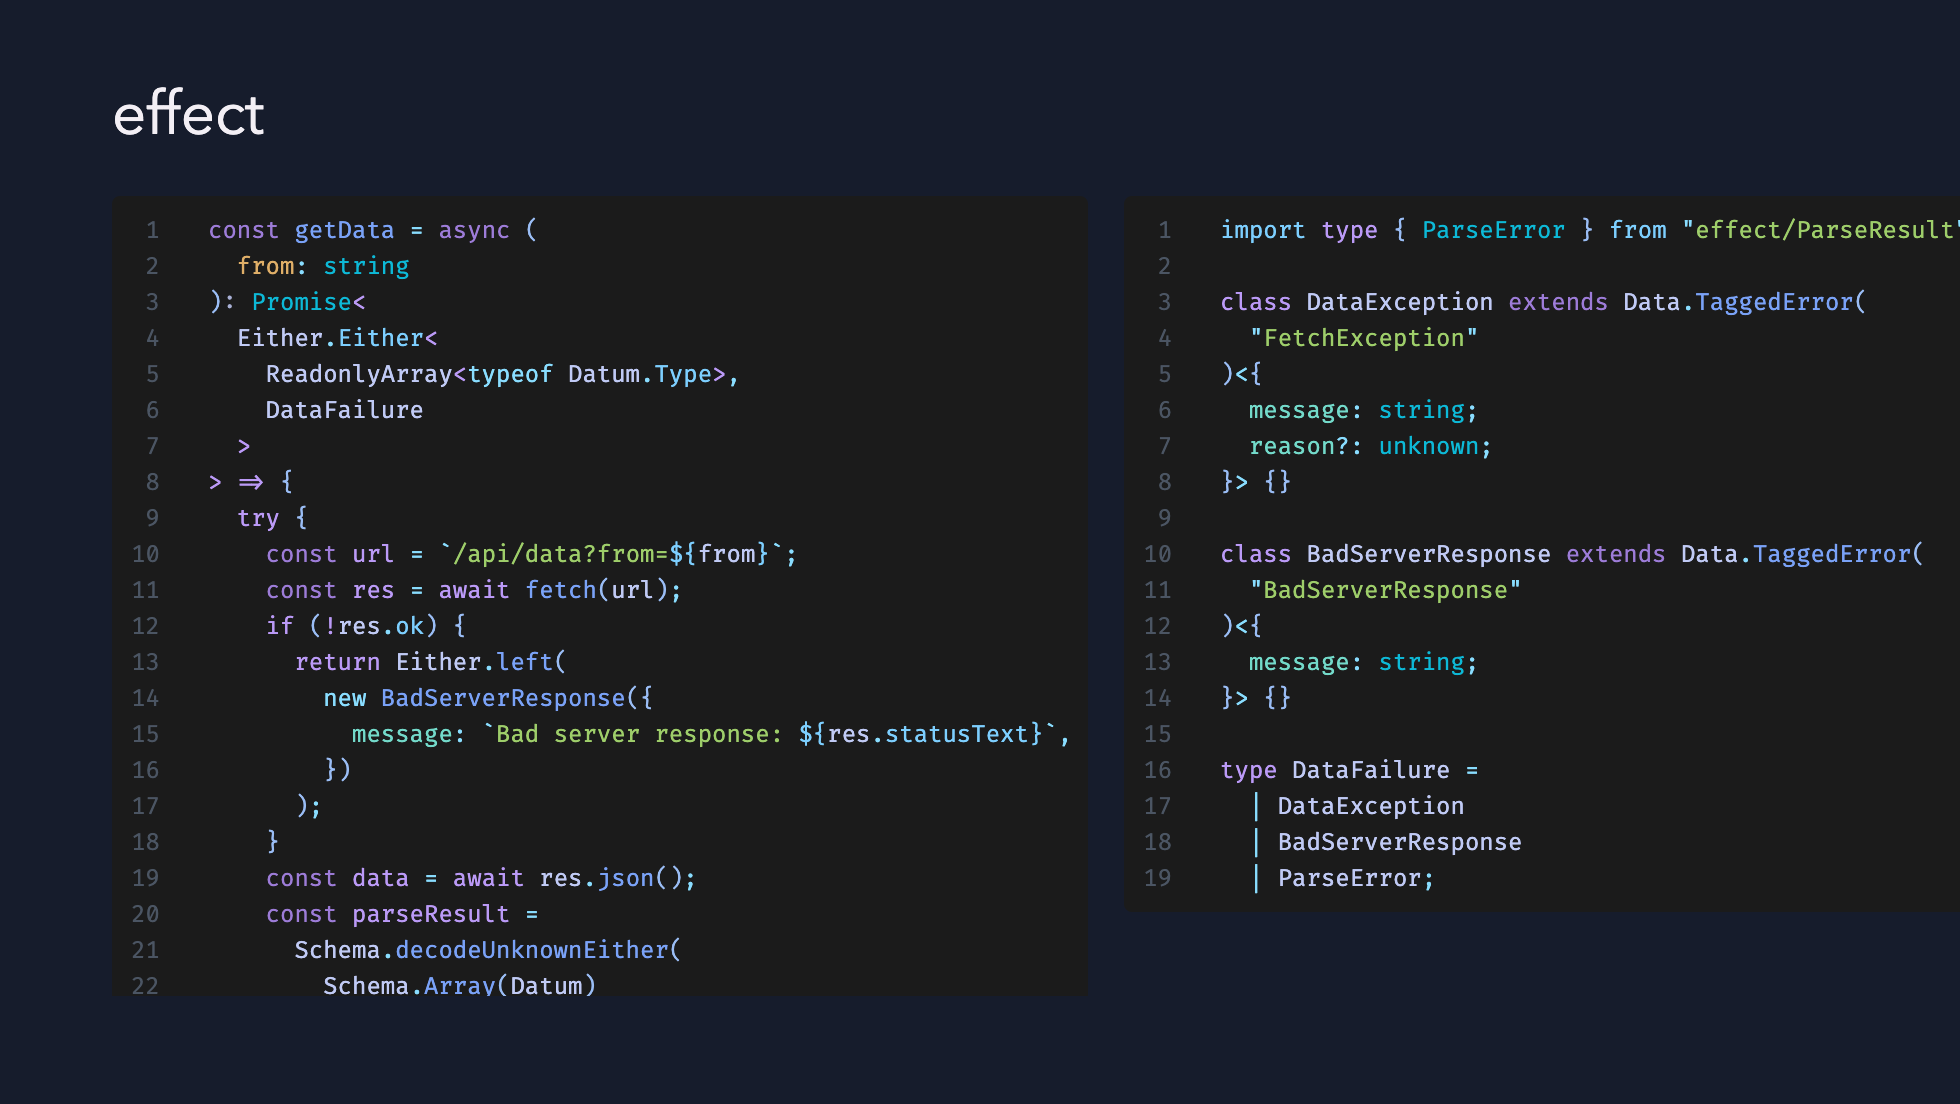 effect
1 const getData = async (
2 from: string
3 ): Promise<
4 Either.Either<
5 ReadonlyArray<typeof Datum.Type>,
6 DataFailure
7 >
8 > => {
9 try {
10 const url = `/api/data?from=${from}`;
11 const res = await fetch(url);
12 if (!res.ok) {
13 return Either.left(
14 new BadServerResponse({
15 message: `Bad server response: ${res.statusText}`,
16 })
17 );
18 }
19 const data = await res.json();
20 const parseResult =
21 Schema.decodeUnknownEither(
22 Schema.Array(Datum)
1 import type { ParseError } from "effect/ParseResult"
2
3 class DataException extends Data.TaggedError(
4 "FetchException"
5 )<{
6 message: string;
7 reason?: unknown;
8 }> {}
9
10 class BadServerResponse extends Data.TaggedError(
11 "BadServerResponse"
12 )<{
13 message: string;
14 }> {}
15
16 type DataFailure =
17 | DataException
18 | BadServerResponse
19 | ParseError;